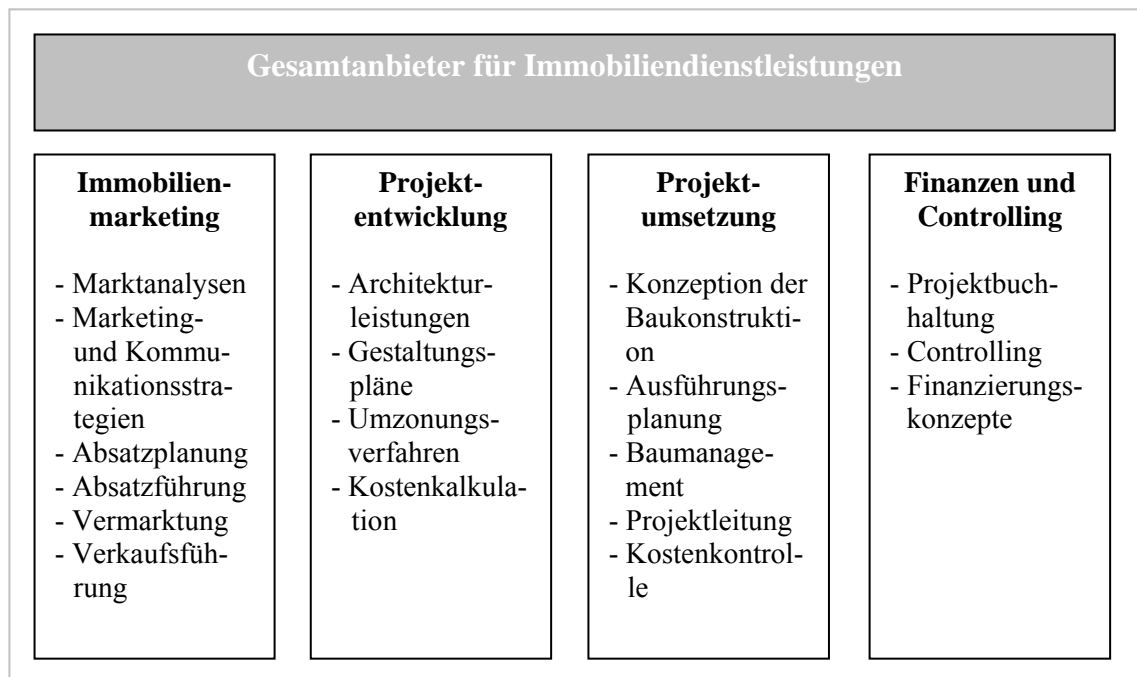 Gesamtanbieter für Immobiliendienstleistungen
Immobilien-
marketing
- Marktanalysen
- Marketing-
und Kommu-
nikationsstra-
tegien
- Absatzplanung
- Absatzführung
- Vermarktung
- Verkaufsfüh-
rung
Projekt-
entwicklung
- Architektur-
leistungen
- Gestaltungs-
pläne
- Umzonungs-
verfahren
- Kostenkalkula-
tion
Projekt-
umsetzung
- Konzeption der
Baukonstrukti-
on
- Ausführungs-
planung
- Baumanage-
ment
- Projektleitung
- Kostenkontrol-
le
Finanzen und
Controlling
- Projektbuch-
haltung
- Controlling
- Finanzierungs-
konzepte